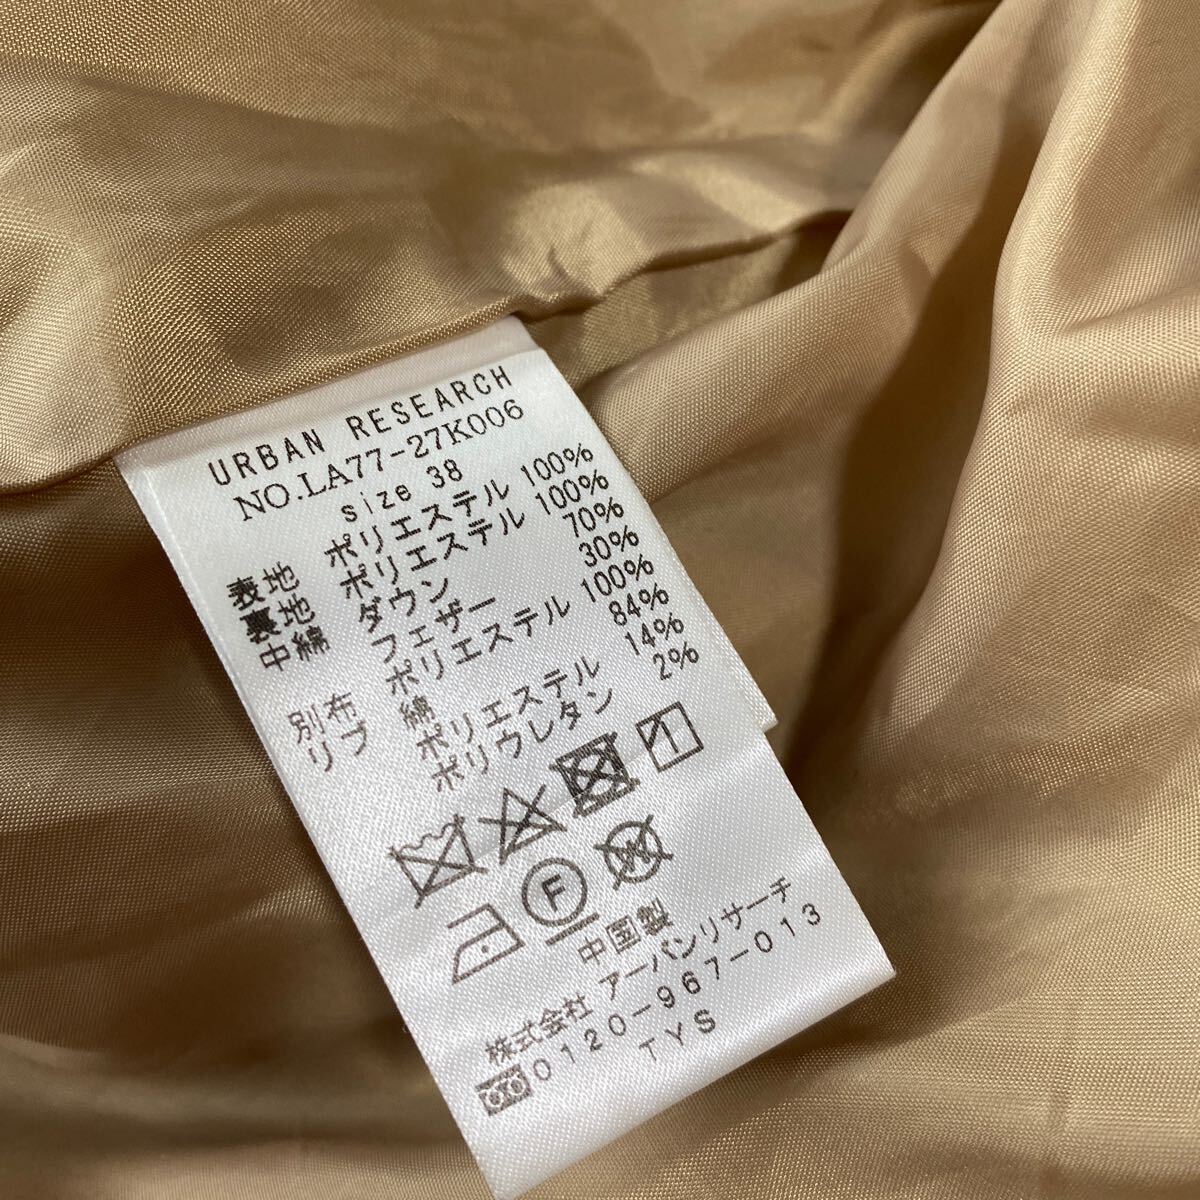 URBAN RESEARCH
NO.LA77-27K006
size 38
表地 ポリエステル 100%
裏地 ポリエステル 100%
中綿 ダウン 70%
フェザー 30%
別布 ポリエステル 100%
リブ 綿 84%
ポリエステル 14%
ポリウレタン 2%
F
W
中国製
株式会社 アーバンリサーチ
0120-967-013
TYS